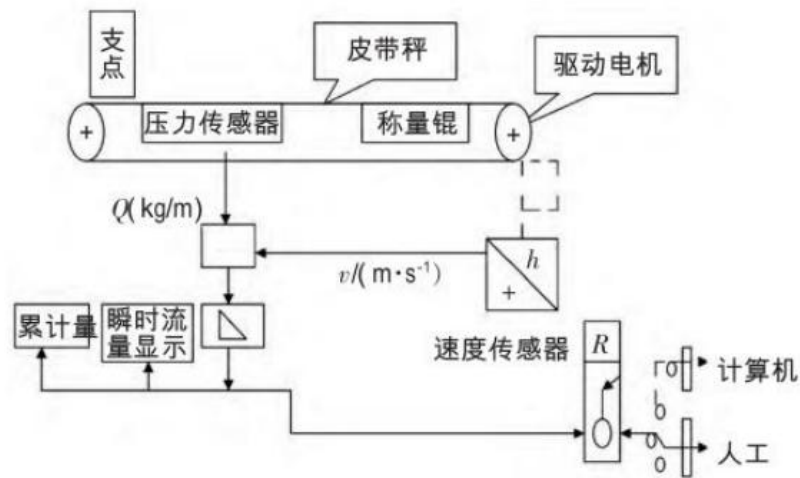 支
点
皮带秤
驱动电机
+
压力传感器
称量锟
+
Q(kg/m)
v/(m·s⁻¹)
h
+
累计量
瞬时流
量显示
速度传感器
R
计算机
人工